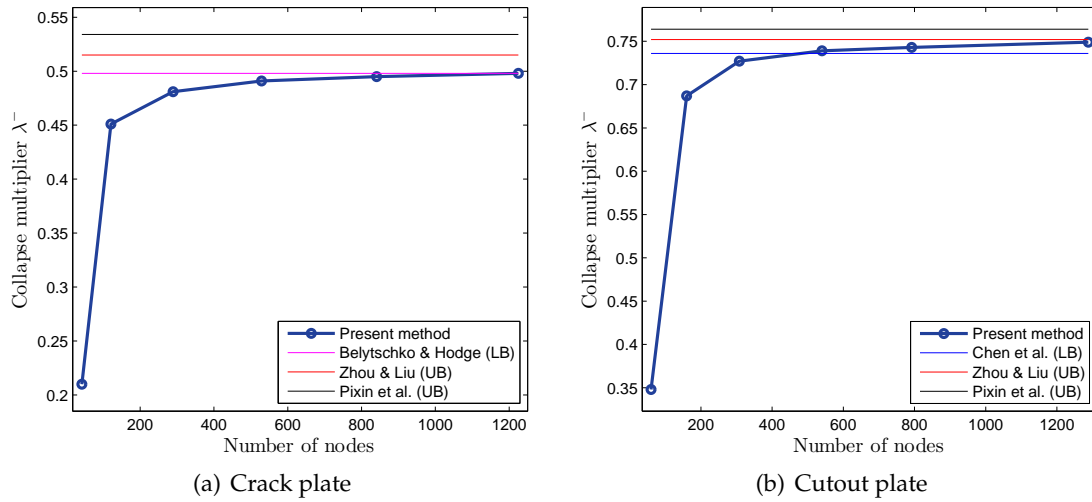 0.55
0.5
0.45
0.4
0.35
0.3
0.25
0.2
Collapse multiplier λ⁻
200 400 600 800 1000 1200
Number of nodes
Present method
Belytschko & Hodge (LB)
Zhou & Liu (UB)
Pixin et al. (UB)
(a) Crack plate
0.75
0.7
0.65
0.6
0.55
0.5
0.45
0.4
0.35
Collapse multiplier λ⁻
200 400 600 800 1000 1200
Number of nodes
Present method
Chen et al. (LB)
Zhou & Liu (UB)
Pixin et al. (UB)
(b) Cutout plate